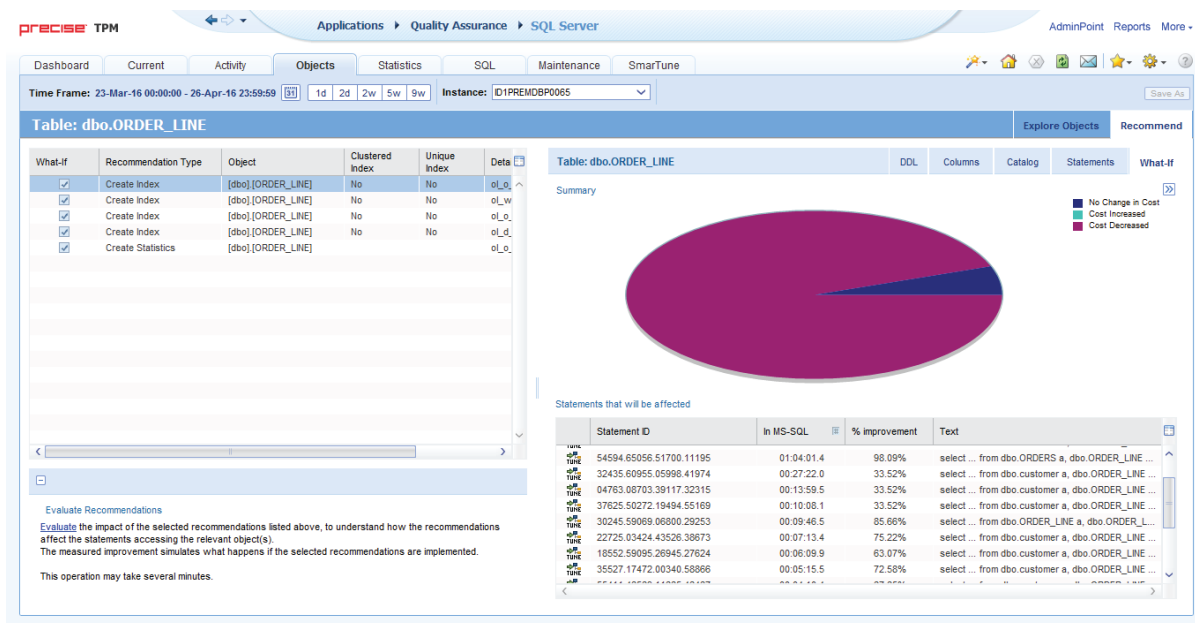 precise TPM
Applications Quality Assurance SQL Server
AdminPoint Reports More
Dashboard Current Activity Objects Statistics SQL Maintenance SmarTune
Time Frame: 23-Mar-16 00:00:00 - 26-Apr-16 23:59:59 31 1d 2d 2w 5w 9w Instance: ID1PREMDBP0065 Save As
Table: dbo.ORDER_LINE Explore Objects Recommend
What-If Recommendation Type Object Clustered Index Unique Index Deta
Create Index [dbo].[ORDER_LINE] No No ol_o_
Create Index [dbo].[ORDER_LINE] No No ol_w
Create Index [dbo].[ORDER_LINE] No No ol_o_
Create Index [dbo].[ORDER_LINE] No No ol_d_
Create Statistics [dbo].[ORDER_LINE] ol_o_
Evaluate Recommendations
Evaluate the impact of the selected recommendations listed above, to understand how the recommendations
affect the statements accessing the relevant object(s).
The measured improvement simulates what happens if the selected recommendations are implemented.
This operation may take several minutes.
Table: dbo.ORDER_LINE DDL Columns Catalog Statements What-If
Summary
No Change in Cost
Cost Increased
Cost Decreased
Statements that will be affected
Statement ID In MS-SQL % improvement Text
TUNE 54594.65056.51700.11195 01:04:01.4 98.09% select ... from dbo.ORDERS a, dbo.ORDER_LINE ...
TUNE 32435.60955.05998.41974 00:27:22.0 33.52% select ... from dbo.customer a, dbo.ORDER_LINE ...
TUNE 04763.08703.39117.32315 00:13:59.5 33.52% select ... from dbo.customer a, dbo.ORDER_LINE ...
TUNE 37625.50272.19494.55169 00:10:08.1 33.52% select ... from dbo.customer a, dbo.ORDER_LINE ...
TUNE 30245.59069.06800.29253 00:09:46.5 85.66% select ... from dbo.ORDER_LINE a, dbo.ORDER_L...
TUNE 22725.03424.43526.38673 00:07:13.4 75.22% select ... from dbo.customer a, dbo.ORDER_LINE ...
TUNE 18552.59095.26945.27624 00:06:09.9 63.07% select ... from dbo.customer a, dbo.ORDER_LINE ...
TUNE 35527.17472.00340.58866 00:05:15.5 72.58% select ... from dbo.customer a, dbo.ORDER_LINE ...